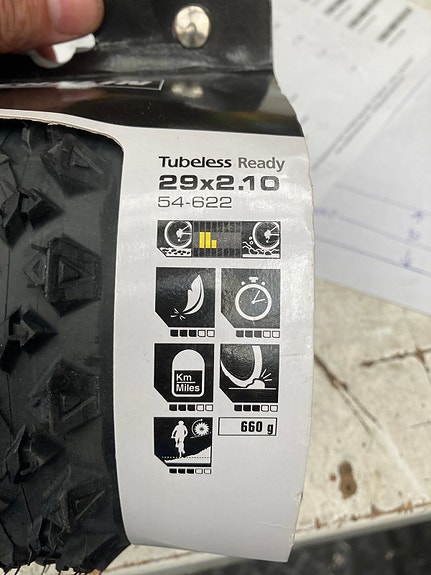 Tubeless Ready
29x2.10
54-622
Km
Miles
660 g